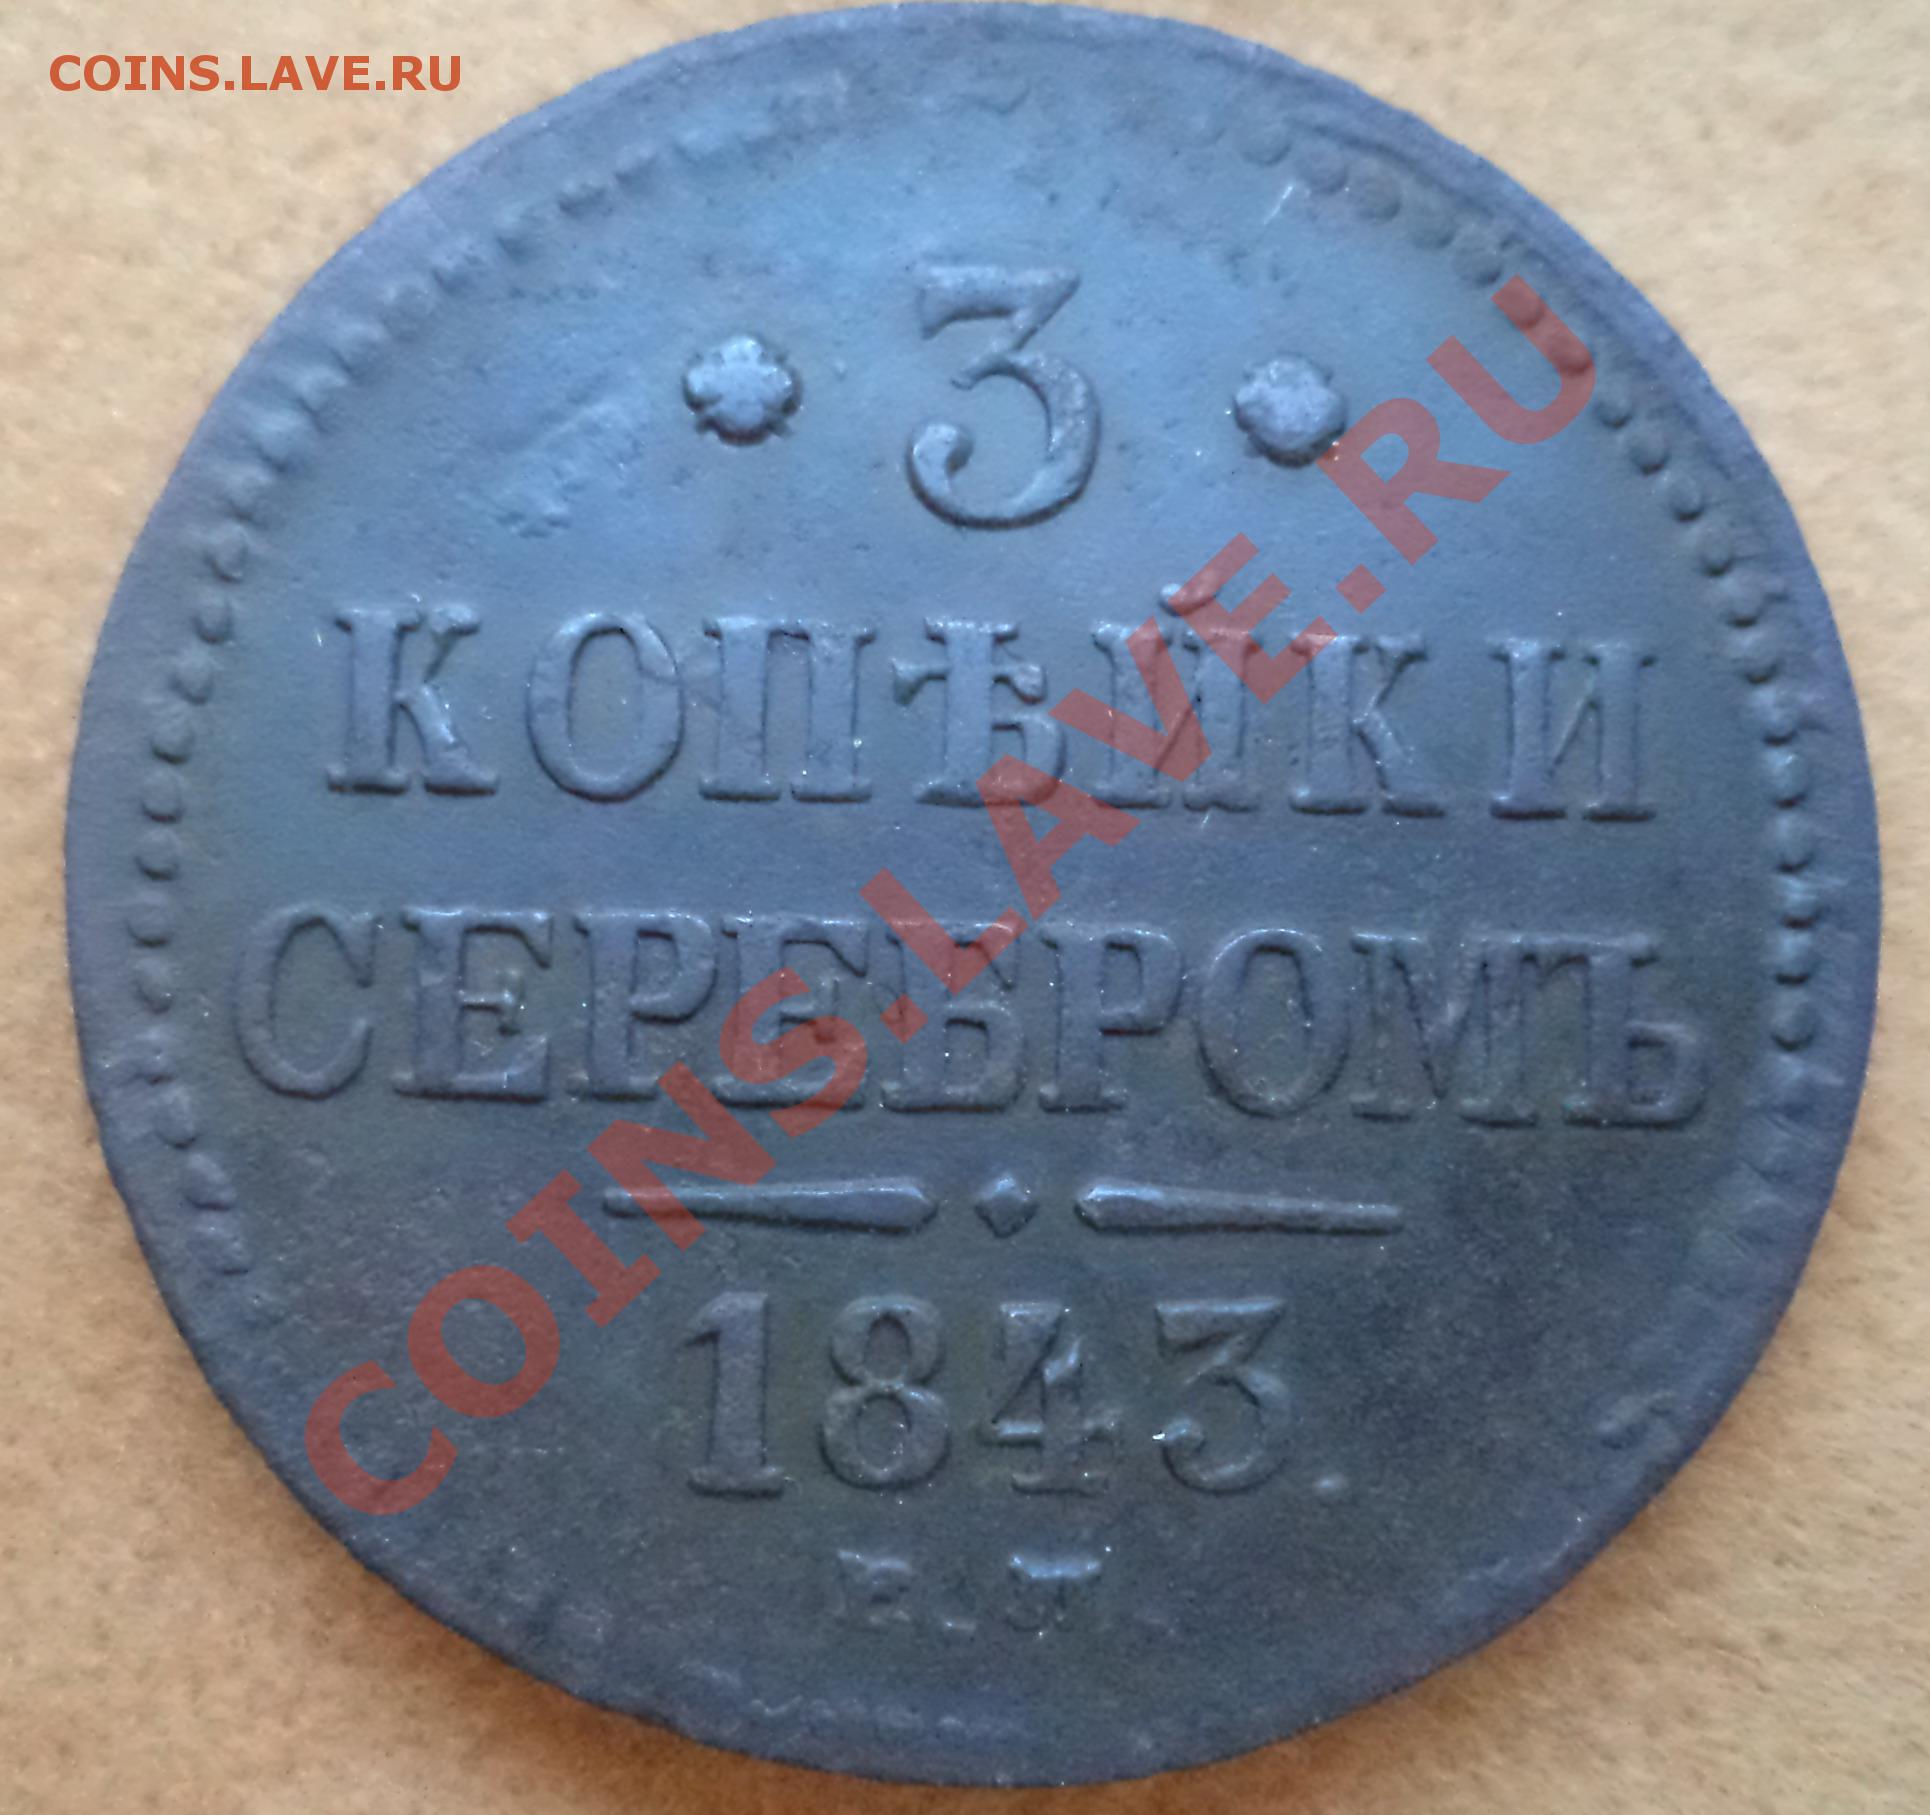 COINS.LAVE.RU
3
КОПѢЙКИ
СЕРЕБРОМЪ
1843.
Е.М.
COINS.LAVE.RU